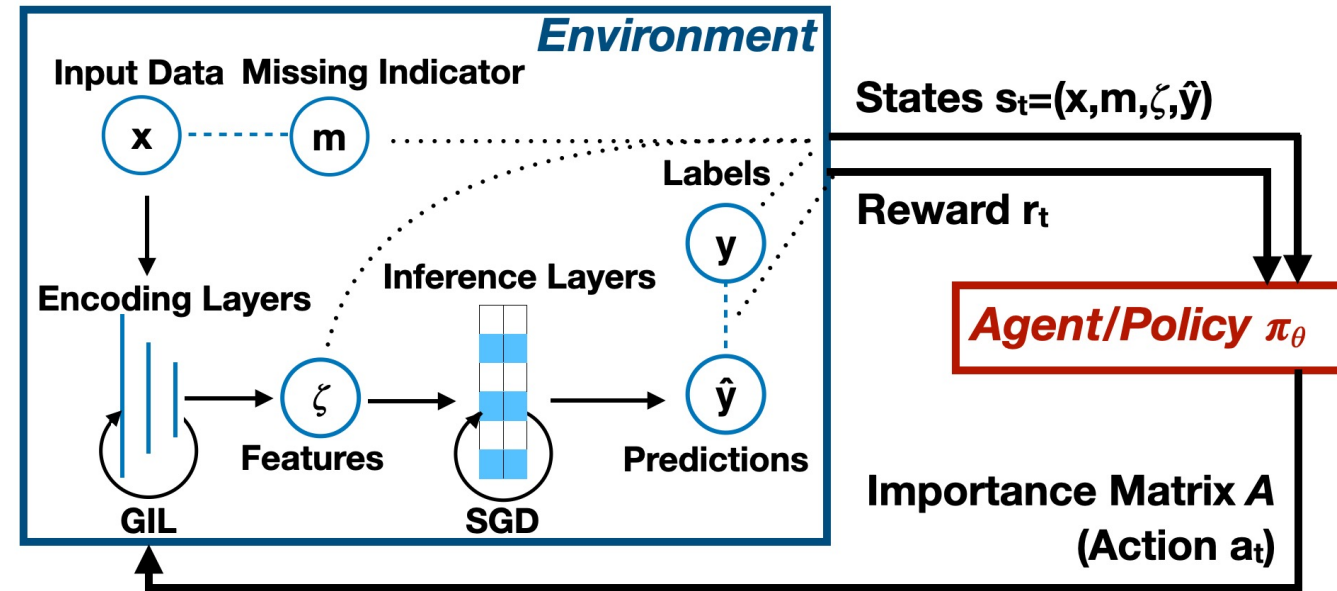 Environment
Input Data
Missing Indicator
x
m
States sₜ=(x,m,ζ,ŷ)
Reward rₜ
Labels
y
Encoding Layers
Inference Layers
ζ
ŷ
Features
Predictions
GIL
SGD
Agent/Policy πθ
Importance Matrix A
(Action aₜ)